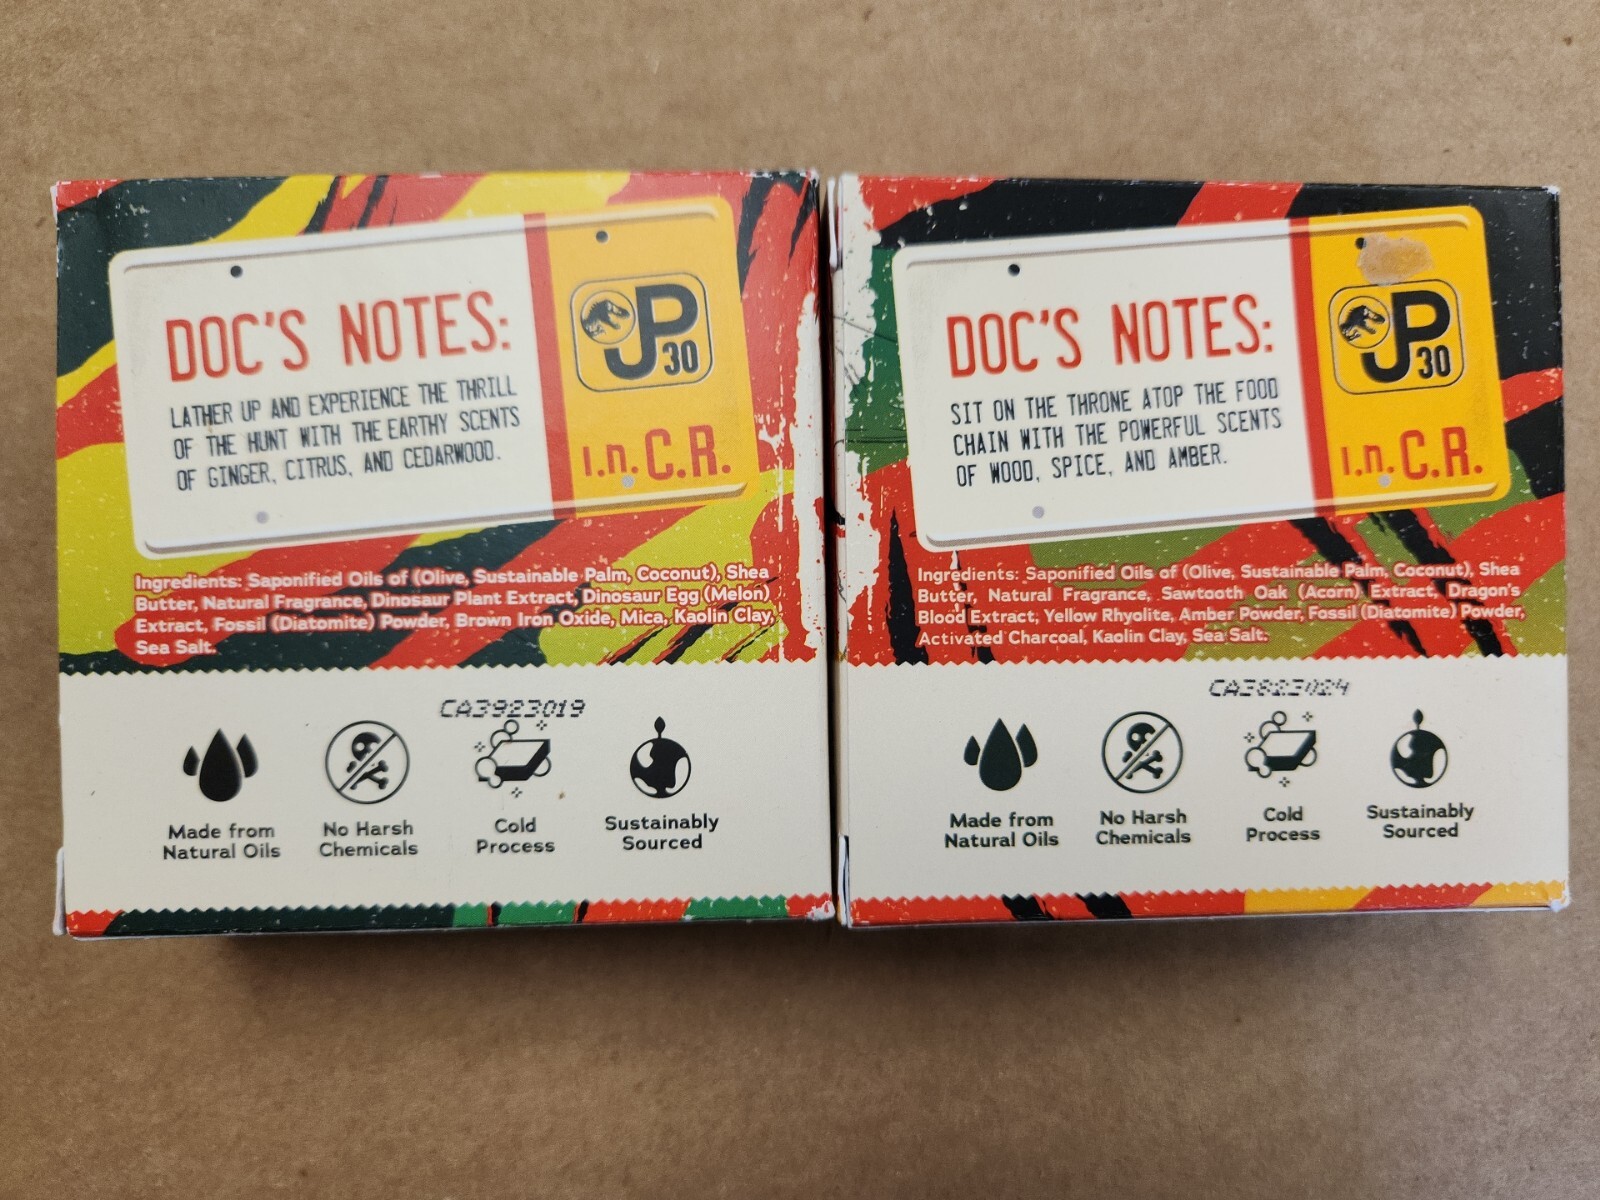 DOC'S NOTES:
LATHER UP AND EXPERIENCE THE THRILL
OF THE HUNT WITH THE EARTHY SCENTS
OF GINGER, CITRUS, AND CEDARWOOD.
JP
30
I.n.C.R.
Ingredients: Saponified Oils of (Olive, Sustainable Palm, Coconut), Shea
Butter, Natural Fragrance, Dinosaur Plant Extract, Dinosaur Egg (Melon)
Extract, Fossil (Diatomite) Powder, Brown Iron Oxide, Mica, Kaolin Clay,
Sea Salt.
CA3923019
Made from
Natural Oils
No Harsh
Chemicals
Cold
Process
Sustainably
Sourced
DOC'S NOTES:
SIT ON THE THRONE ATOP THE FOOD
CHAIN WITH THE POWERFUL SCENTS
OF WOOD, SPICE, AND AMBER.
JP
30
I.n.C.R.
Ingredients: Saponified Oils of (Olive, Sustainable Palm, Coconut), Shea
Butter, Natural Fragrance, Sawtooth Oak (Acorn) Extract, Dragon's
Blood Extract, Yellow Rhyolite, Amber Powder, Fossil (Diatomite) Powder,
Activated Charcoal, Kaolin Clay, Sea Salt.
CA3823024
Made from
Natural Oils
No Harsh
Chemicals
Cold
Process
Sustainably
Sourced